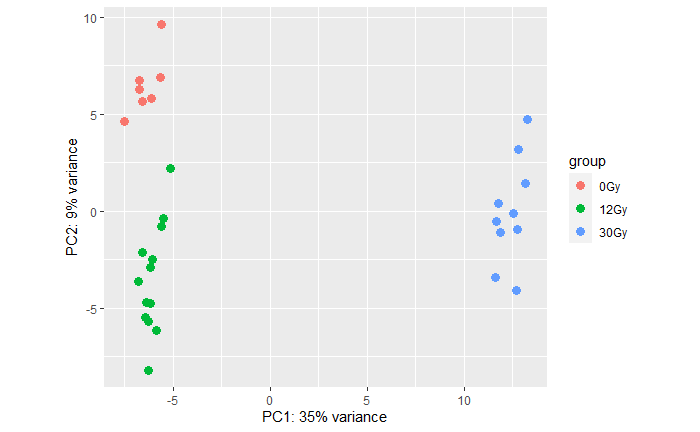 10
5
0
-5
PC2: 9% variance
-5
0
5
10
PC1: 35% variance
group
0Gy
12Gy
30Gy